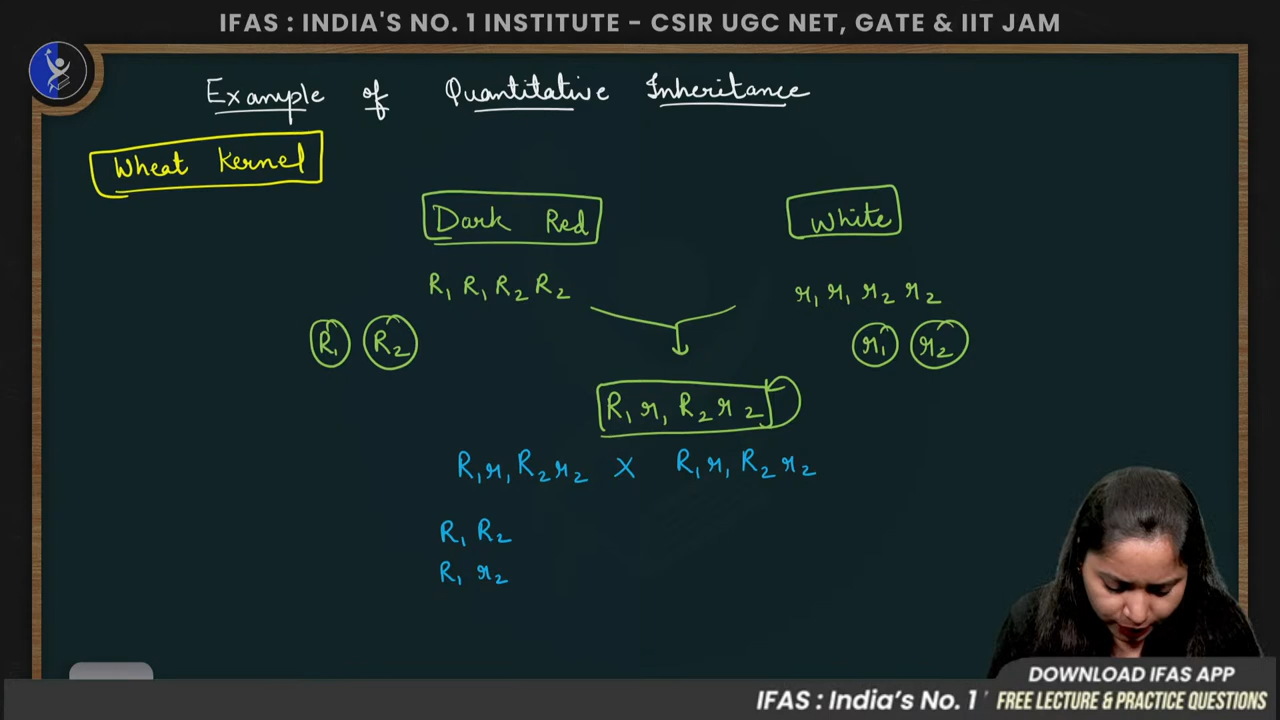 IFAS : INDIA'S NO. 1 INSTITUTE - CSIR UGC NET, GATE & IIT JAM
Example of Quantitative Inheritance
Wheat Kernel
Dark Red White
R₁ R₁ R₂ R₂ r₁ r₁ r₂ r₂
R₁ R₂ r₁ r₂
R₁ r₁ R₂ r₂
R₁ r₁ R₂ r₂ X R₁ r₁ R₂ r₂
R₁ R₂
R₁ r₂
DOWNLOAD IFAS APP
IFAS : India's No. 1 FREE LECTURE & PRACTICE QUESTIONS